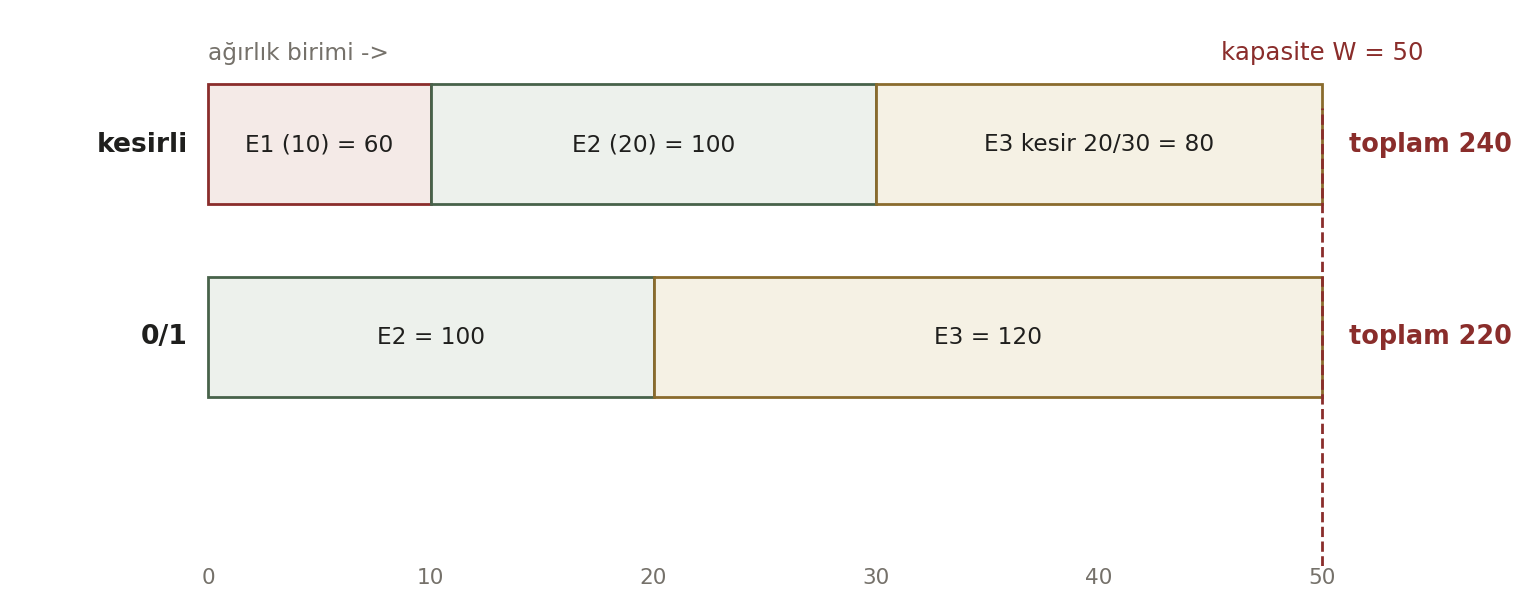 ağırlık birimi ->
kapasite W = 50
kesirli
E1 (10) = 60
E2 (20) = 100
E3 kesir 20/30 = 80
toplam 240
0/1
E2 = 100
E3 = 120
toplam 220
0
10
20
30
40
50